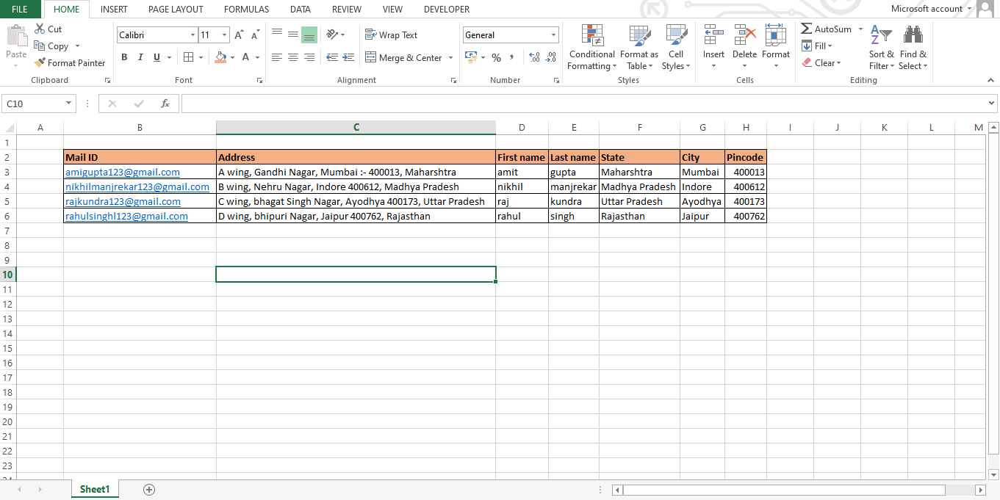 FILE HOME INSERT PAGE LAYOUT FORMULAS DATA REVIEW VIEW DEVELOPER Microsoft account
Paste
Cut
Copy
Format Painter
Clipboard
Calibri 11 A A
B I U A
Font
Wrap Text
Merge & Center
Alignment
General
% ,
Number
Conditional Formatting
Format as Table
Cell Styles
Styles
Insert Delete Format
Cells
AutoSum
Fill
Clear
Sort & Filter
Find & Select
Editing
C10 fx
A B C D E F G H I J K L M
1
2 Mail ID Address First name Last name State City Pincode
3 amigupta123@gmail.com A wing, Gandhi Nagar, Mumbai :- 400013, Maharshtra amit gupta Maharshtra Mumbai 400013
4 nikhilmanjrekar123@gmail.com B wing, Nehru Nagar, Indore 400612, Madhya Pradesh nikhil manjrekar Madhya Pradesh Indore 400612
5 rajkundra123@gmail.com C wing, bhagat Singh Nagar, Ayodhya 400173, Uttar Pradesh raj kundra Uttar Pradesh Ayodhya 400173
6 rahulsinghl123@gmail.com D wing, bhipuri Nagar, Jaipur 400762, Rajasthan rahul singh Rajasthan Jaipur 400762
7
8
9
10
11
12
13
14
15
16
17
18
19
20
21
22
23
24
Sheet1